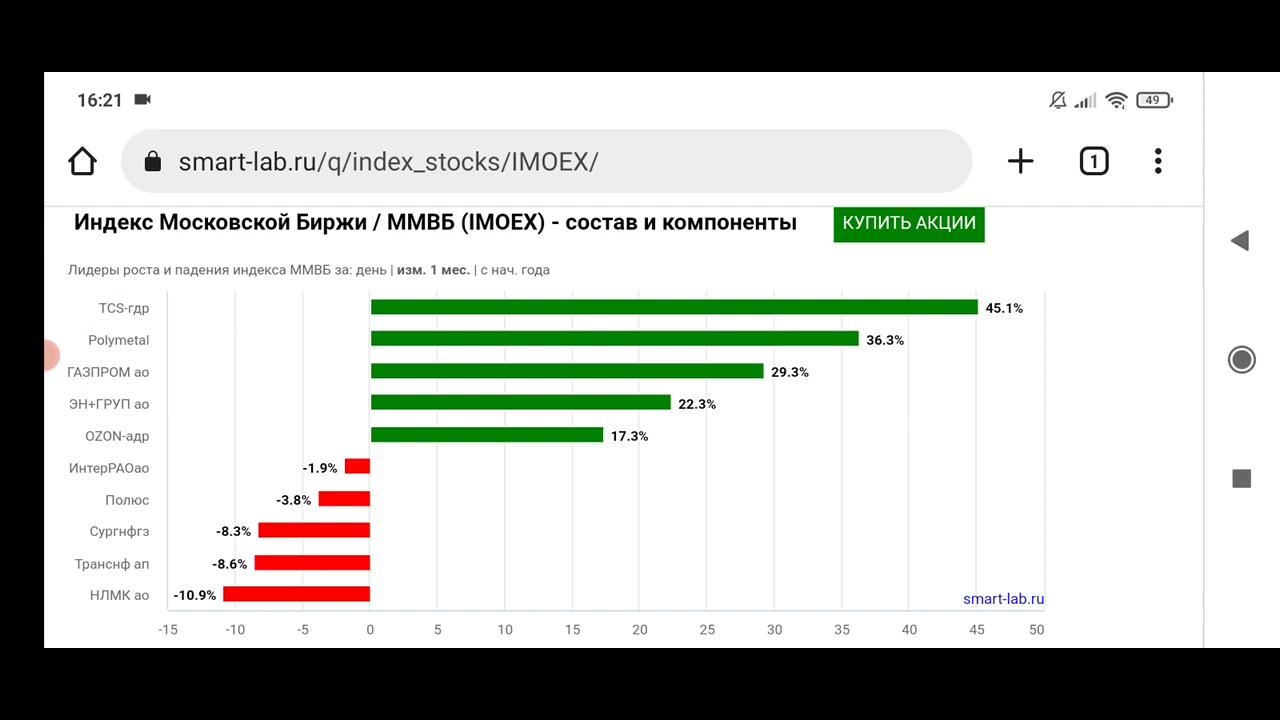 16:21
49
smart-lab.ru/q/index_stocks/IMOEX/
1
Индекс Московской Биржи / ММВБ (IMOEX) - состав и компоненты
КУПИТЬ АКЦИИ
Лидеры роста и падения индекса ММВБ за: день | изм. 1 мес. | с нач. года
TCS-гдр 45.1%
Polymetal 36.3%
ГАЗПРОМ ао 29.3%
ЭН+ГРУП ао 22.3%
OZON-адр 17.3%
ИнтерРАОао -1.9%
Полюс -3.8%
Сургнфгз -8.3%
Транснф ап -8.6%
НЛМК ао -10.9%
smart-lab.ru
-15 -10 -5 0 5 10 15 20 25 30 35 40 45 50